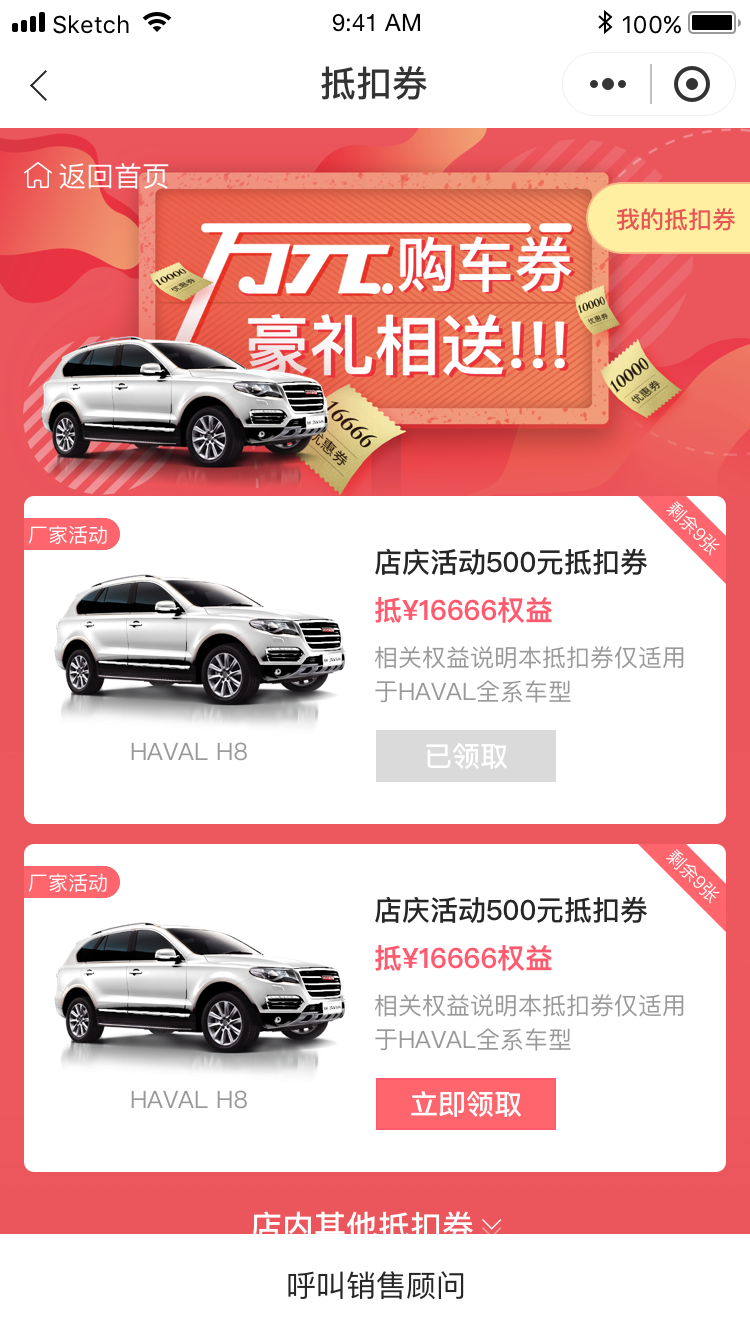 Sketch
9:41 AM
100%
抵扣券
返回首页
我的抵扣券
万元购车券
豪礼相送!!!
10000
优惠券
10000
优惠券
10000
优惠券
16666
优惠券
厂家活动
剩余9张
店庆活动500元抵扣券
抵¥16666权益
相关权益说明本抵扣券仅适用
于HAVAL全系车型
HAVAL H8
已领取
厂家活动
剩余9张
店庆活动500元抵扣券
抵¥16666权益
相关权益说明本抵扣券仅适用
于HAVAL全系车型
HAVAL H8
立即领取
店内其他抵扣券
呼叫销售顾问